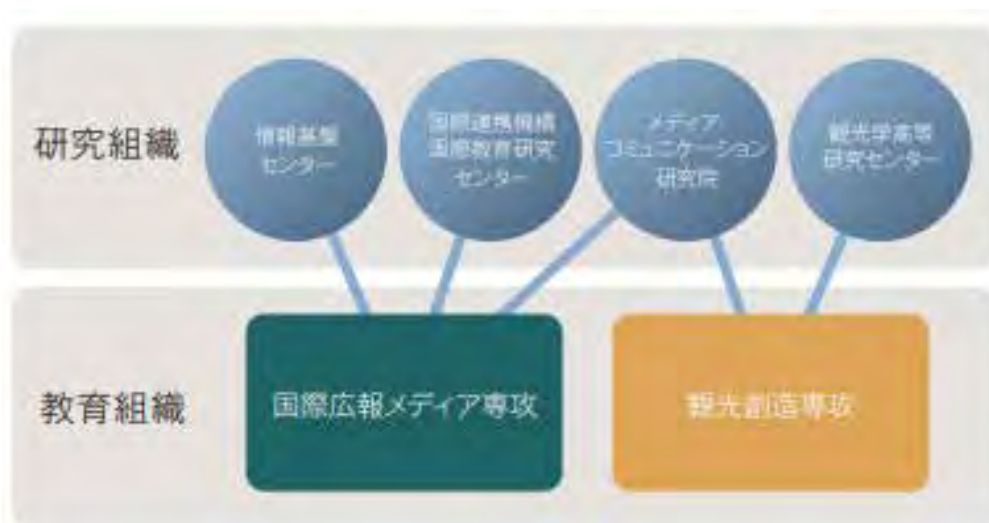 研究組織
情報基盤
センター
国際連携機構
国際教育研究
センター
メディア
コミュニケーション
研究院
観光学高等
研究センター
教育組織
国際広報メディア専攻
観光創造専攻